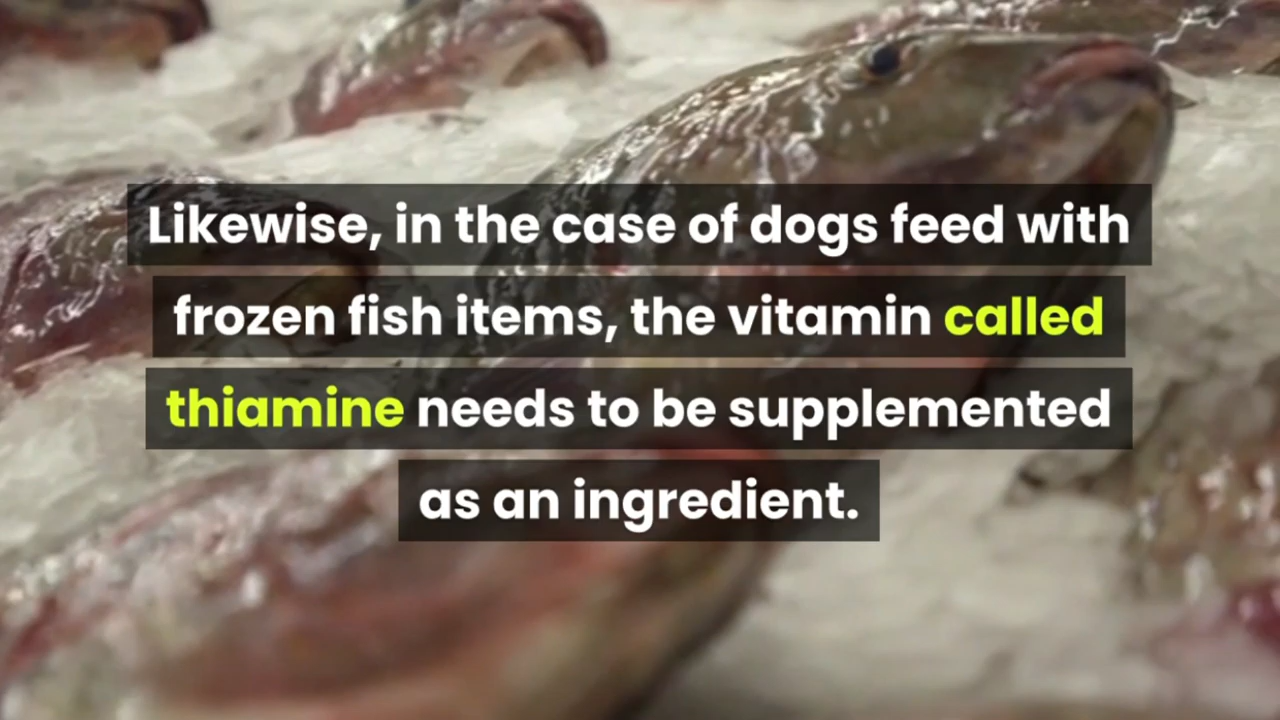 Likewise, in the case of dogs feed with
frozen fish items, the vitamin called
thiamine needs to be supplemented
as an ingredient.